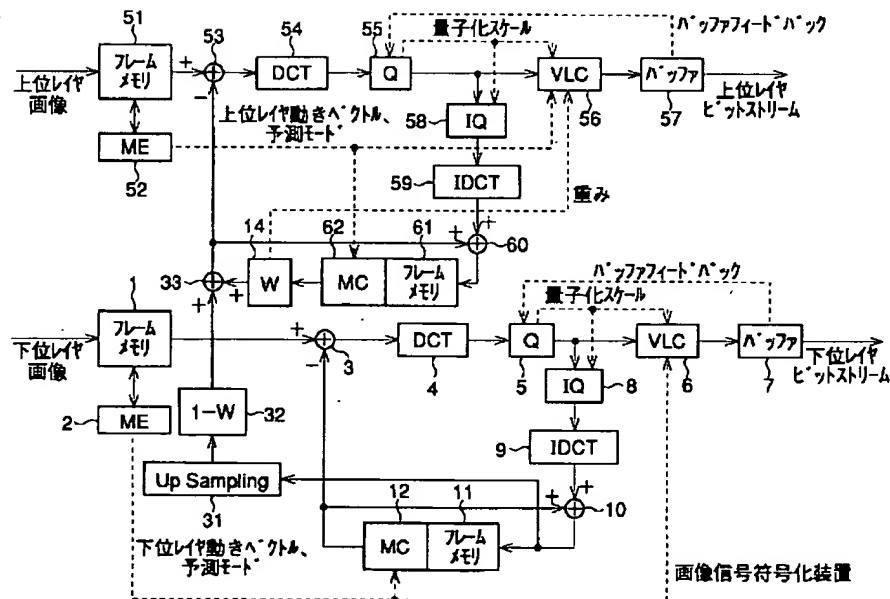 51
フレーム
メモリ
上位レイヤ
画像
ME
52
53
54
DCT
55
Q
量子化スケール
バッファフィードバック
VLC
56
バッファ
57
上位レイヤ
ビットストリーム
上位レイヤ動きベクトル、
予測モード
58
IQ
59
IDCT
重み
60
14
W
62
61
MC
フレーム
メモリ
33
1
フレーム
メモリ
下位レイヤ
画像
2
ME
3
DCT
4
Q
5
量子化スケール
バッファフィードバック
VLC
6
バッファ
7
下位レイヤ
ビットストリーム
IQ
8
9
IDCT
10
1-W
32
Up Sampling
31
12
11
MC
フレーム
メモリ
下位レイヤ動きベクトル、
予測モード
画像信号符号化装置
+
−
+
−
+
+
+
+
+
+